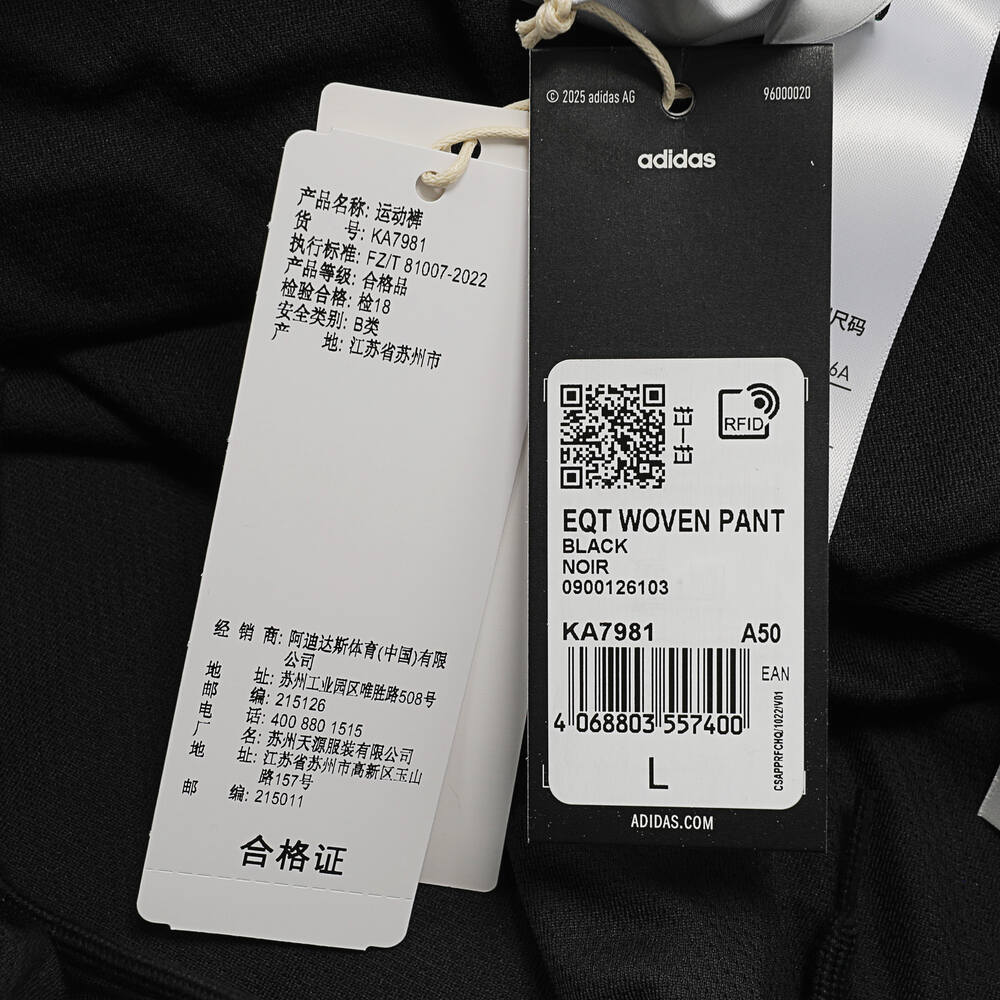 产品名称: 运动裤
货 号: KA7981
执行标准: FZ/T 81007-2022
产品等级: 合格品
检验合格: 检18
安全类别: B类
产 地: 江苏省苏州市
经 销 商: 阿迪达斯体育(中国)有限
公司
地 址: 苏州工业园区唯胜路508号
邮 编: 215126
电 话: 400 880 1515
厂 名: 苏州天源服装有限公司
地 址: 江苏省苏州市高新区玉山
路157号
邮 编: 215011
合格证
© 2025 adidas AG
96000020
adidas
扫一扫
RFID
EQT WOVEN PANT
BLACK
NOIR
0900126103
KA7981 A50
EAN
4 068803 557400
CSAPPRFCHQ/1022/V01
L
ADIDAS.COM
尺码
6A